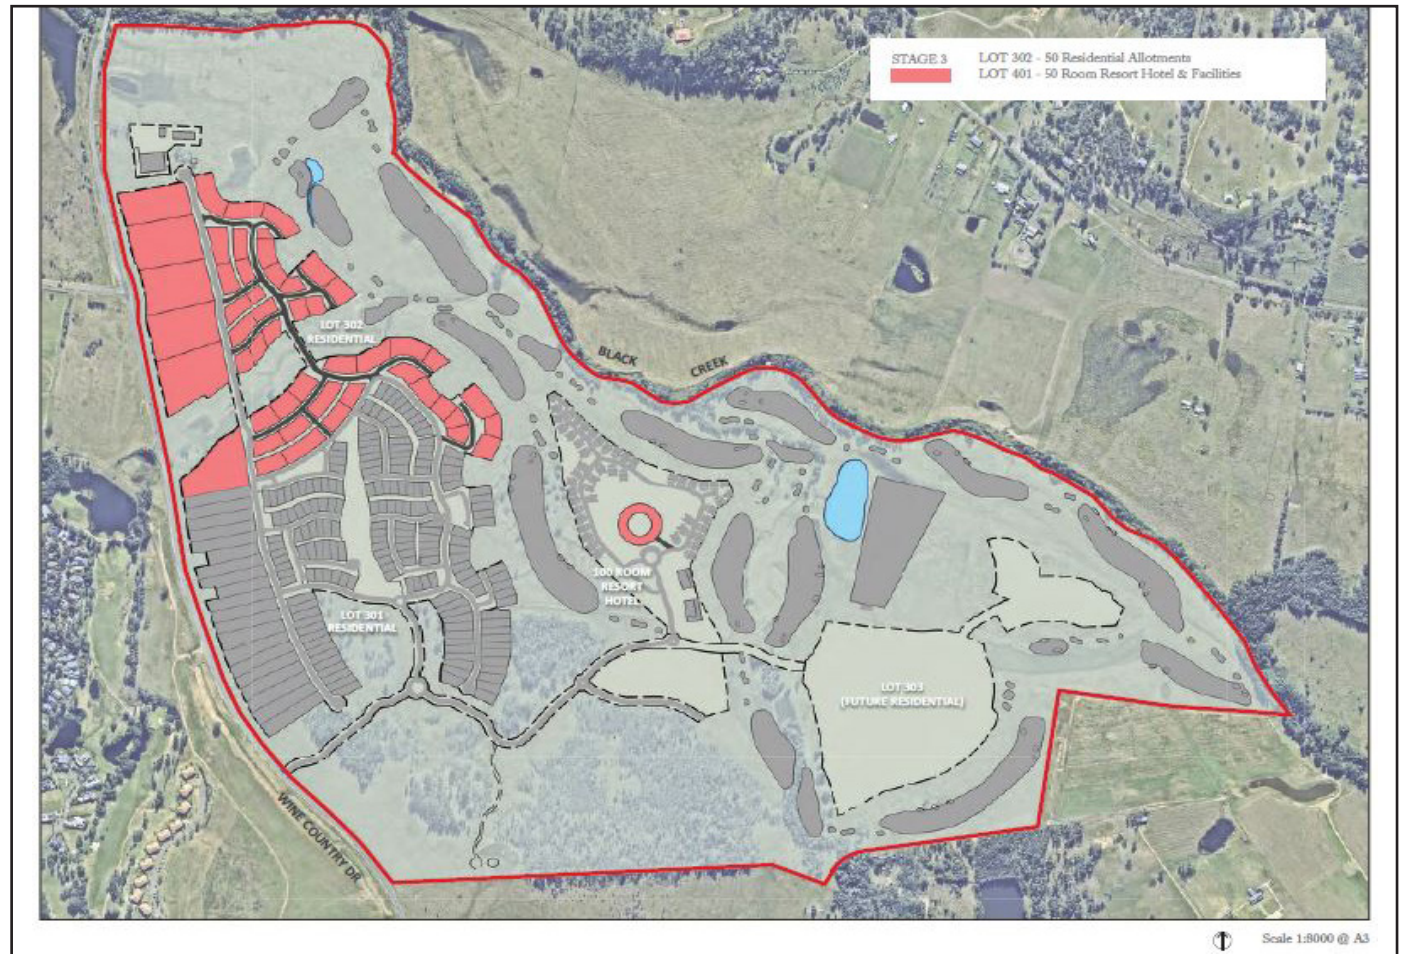 STAGE 3
LOT 302 - 50 Residential Allotments
LOT 401 - 50 Room Resort Hotel & Facilities
LOT 302
RESIDENTIAL
BLACK CREEK
100 ROOM
RESORT
HOTEL
LOT 301
RESIDENTIAL
LOT 303
(FUTURE RESIDENTIAL)
WINE COUNTRY DR
Scale 1:8000 @ A3